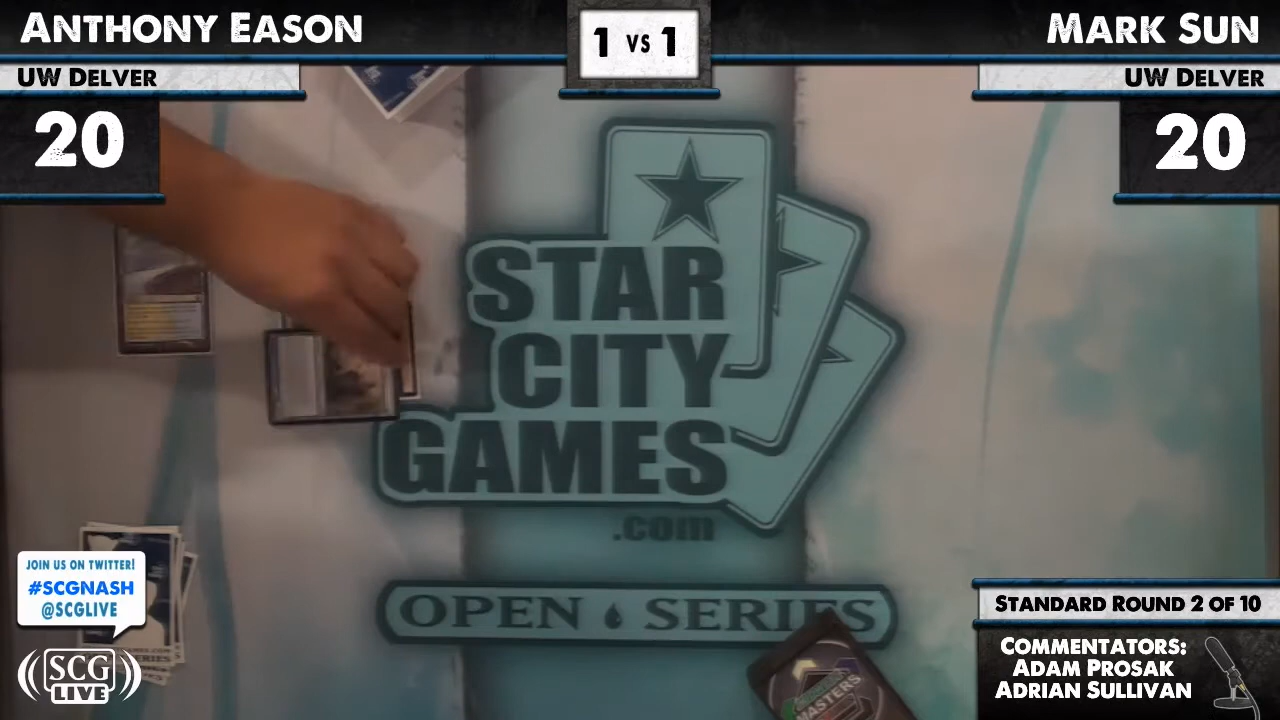 ANTHONY EASON
1 VS 1
MARK SUN
UW DELVER
UW DELVER
20
20
STAR
CITY
GAMES
.com
OPEN SERIES
JOIN US ON TWITTER!
#SCGNASH
@SCGLIVE
SCG
LIVE
STANDARD ROUND 2 OF 10
COMMENTATORS:
ADAM PROSAK
ADRIAN SULLIVAN
MASTERS